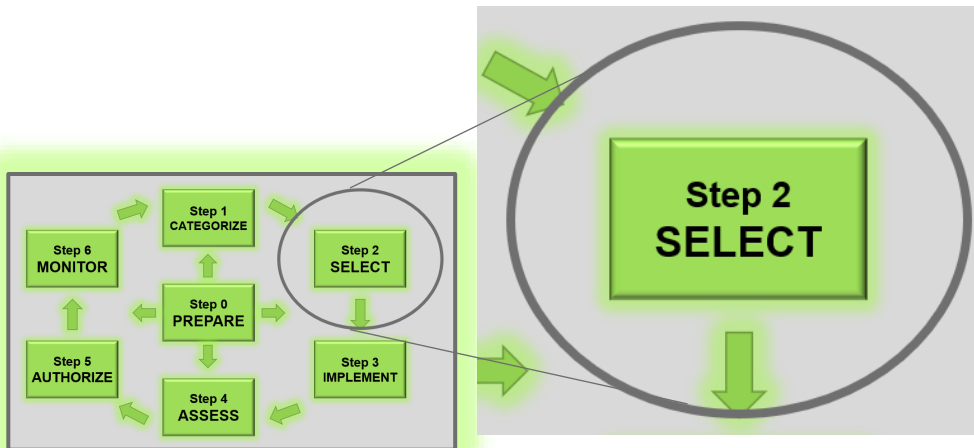 Step 1
CATEGORIZE
Step 2
SELECT
Step 6
MONITOR
Step 0
PREPARE
Step 5
AUTHORIZE
Step 3
IMPLEMENT
Step 4
ASSESS
Step 2
SELECT